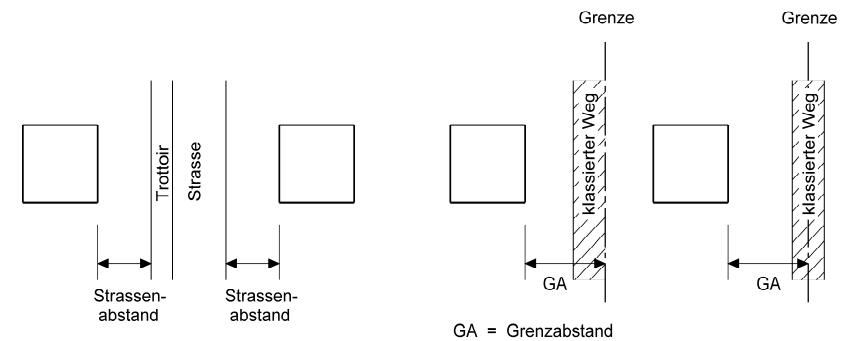 Grenze
Grenze
Trottoir
Strasse
klassierter Weg
klassierter Weg
Strassen-
abstand
Strassen-
abstand
GA
GA
GA = Grenzabstand